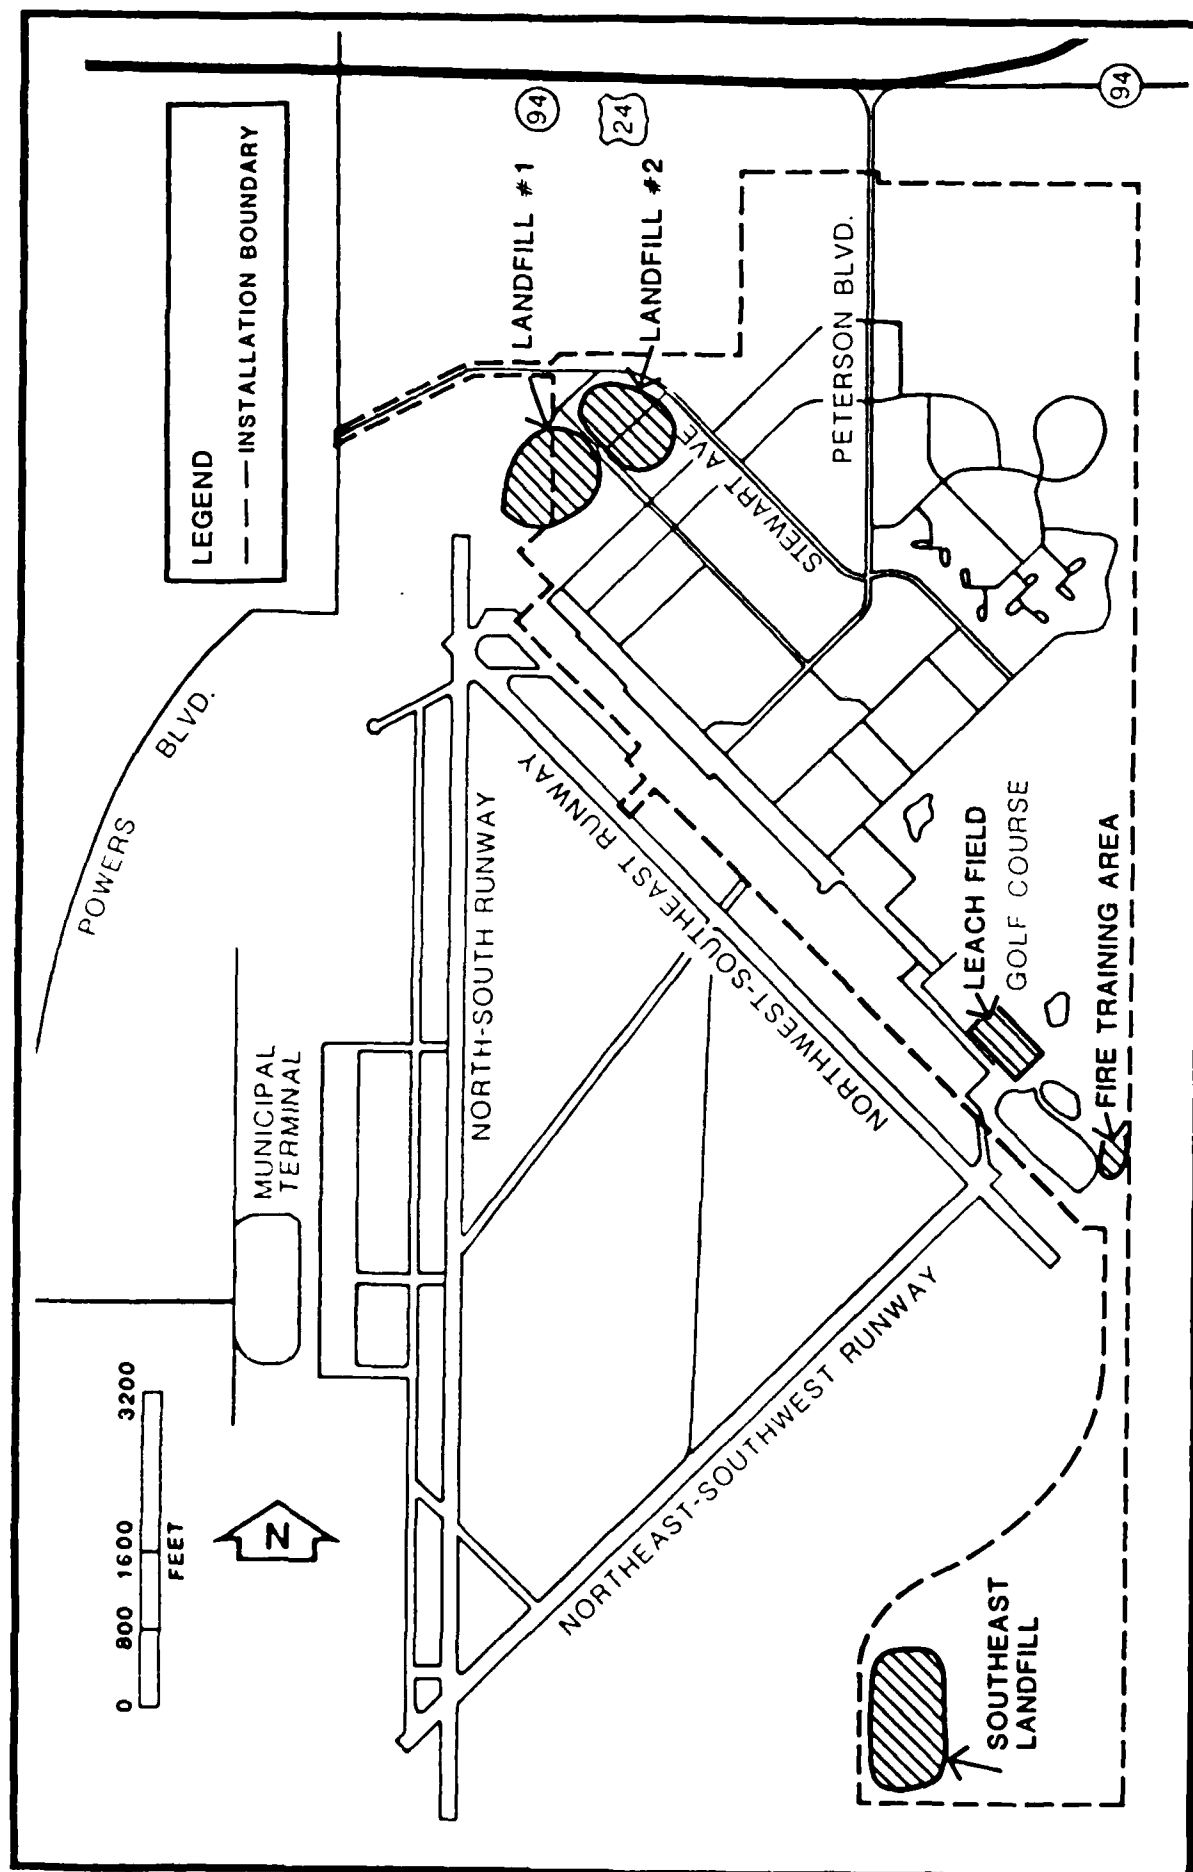 LEGEND
INSTALLATION BOUNDARY
94
24
LANDFILL #1
LANDFILL #2
94
PETERSON BLVD.
STEWART AVE
POWERS
BLVD.
NORTH-SOUTH RUNWAY
NORTHWEST-SOUTHEAST RUNWAY
MUNICIPAL
TERMINAL
LEACH FIELD
GOLF COURSE
FIRE TRAINING AREA
NORTHEAST-SOUTHWEST RUNWAY
0 800 1600 3200
FEET
N
SOUTHEAST
LANDFILL